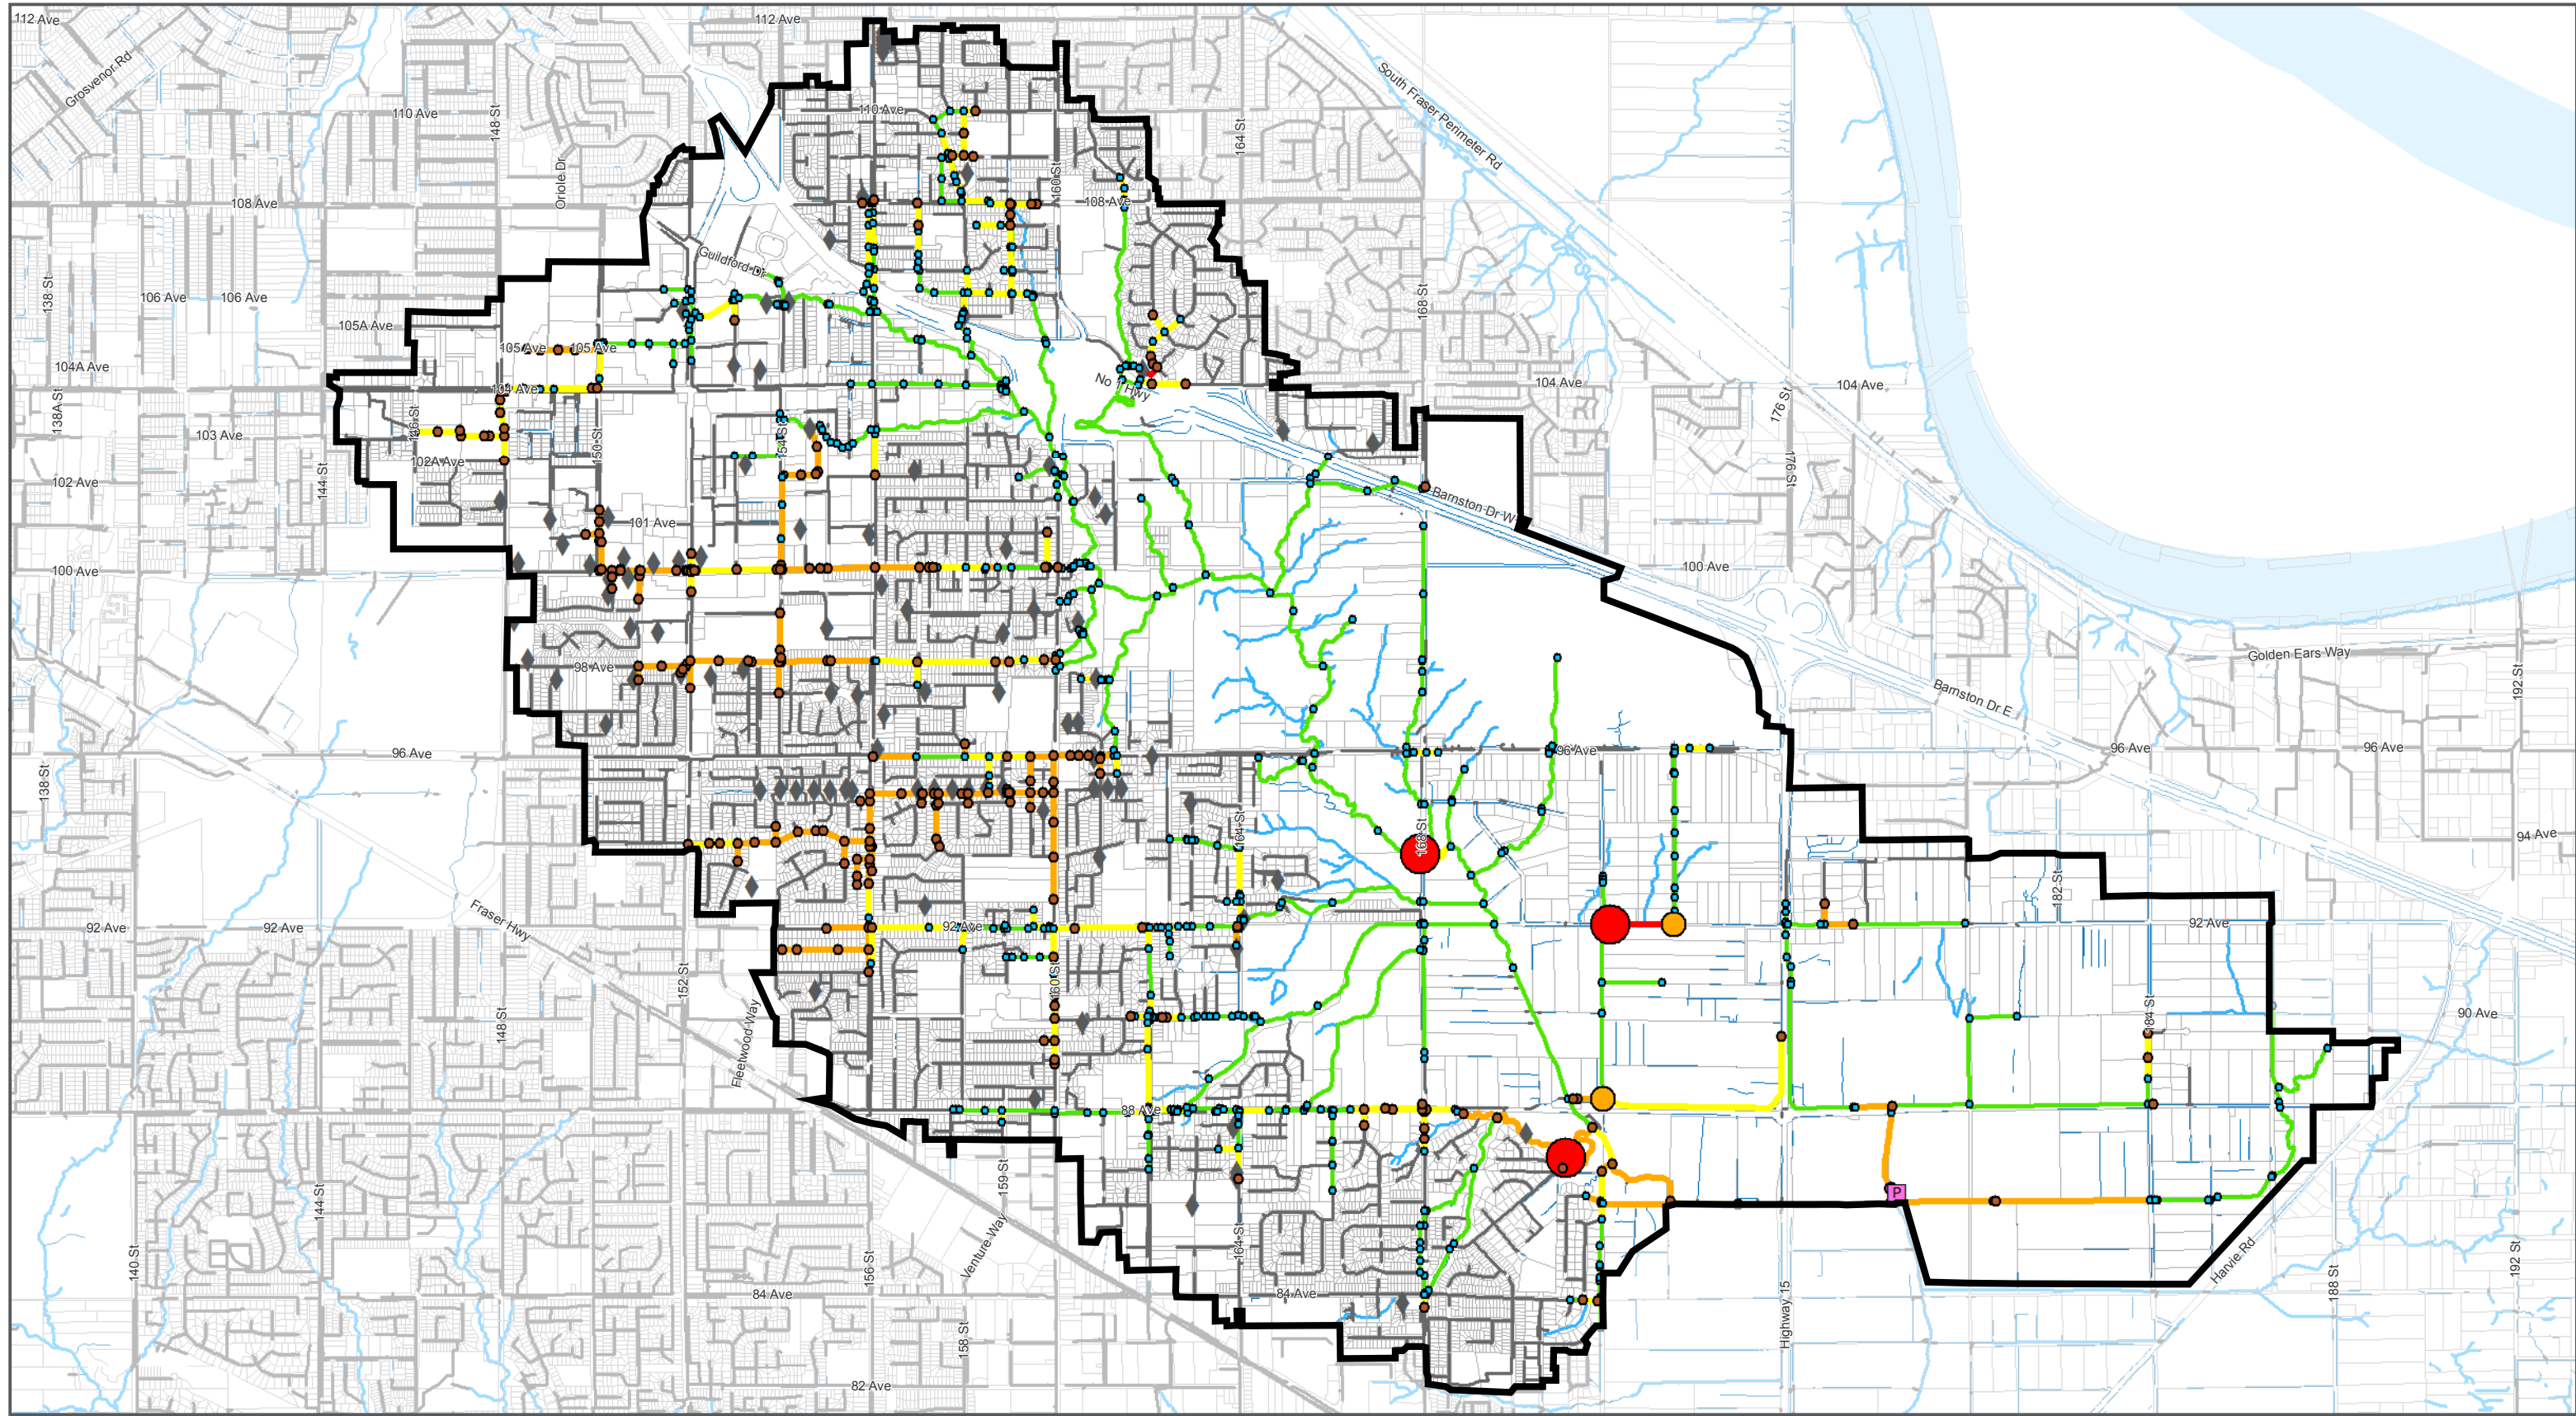 112 Ave
112 Ave
Grosvenor Rd
South Fraser Perimeter Rd
110 Ave
148 St
110 Ave
164 St
Oriole Dr
160 St
108 Ave
108 Ave
Guildford Dr
138 St
106 Ave
106 Ave
168 St
105A Ave
105 Ave
105 Ave
104A Ave
No 1 Hwy
104 Ave
104 Ave
104 Ave
138A St
146 St
176 St
103 Ave
150 St
154 St
102A Ave
102 Ave
144 St
176 St
Barnston Dr W
101 Ave
100 Ave
100 Ave
98 Ave
Golden Ears Way
192 St
Barnston Dr E
96 Ave
96 Ave
96 Ave
96 Ave
138 St
164 St
168 St
94 Ave
182 St
92 Ave
92 Ave
Fraser Hwy
92 Ave
92 Ave
152 St
160 St
148 St
184 St
90 Ave
Fleetwood Way
88 Ave
159 St
144 St
P
140 St
156 St
Venture Way
164 St
Harvie Rd
192 St
188 St
84 Ave
84 Ave
Highway 15
158 St
82 Ave